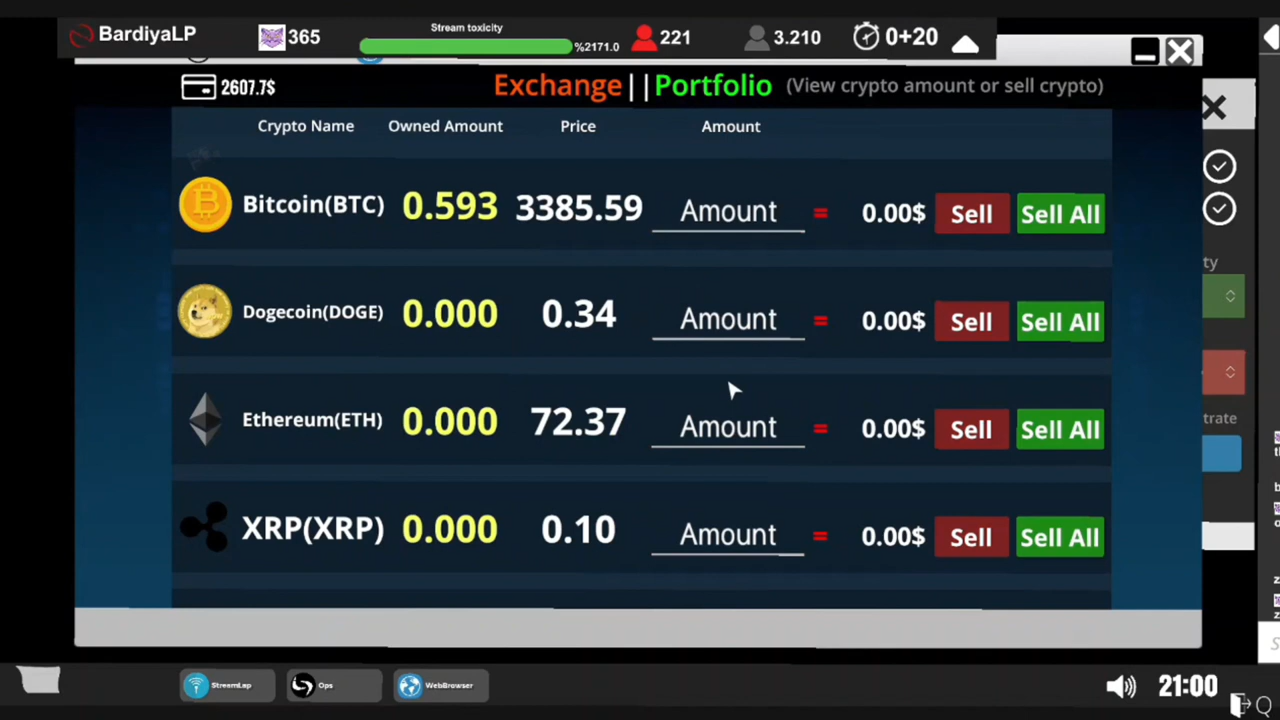 BardiyaLP 365 Stream toxicity %2171.0 221 3.210 0+20
2607.7$ Exchange||Portfolio (View crypto amount or sell crypto)
Crypto Name Owned Amount Price Amount
Bitcoin(BTC) 0.593 3385.59 Amount = 0.00$ Sell Sell All
ty
Dogecoin(DOGE) 0.000 0.34 Amount = 0.00$ Sell Sell All
Ethereum(ETH) 0.000 72.37 Amount = 0.00$ Sell Sell All
trate
XRP(XRP) 0.000 0.10 Amount = 0.00$ Sell Sell All
StreamLap Ops WebBrowser 21:00
Q